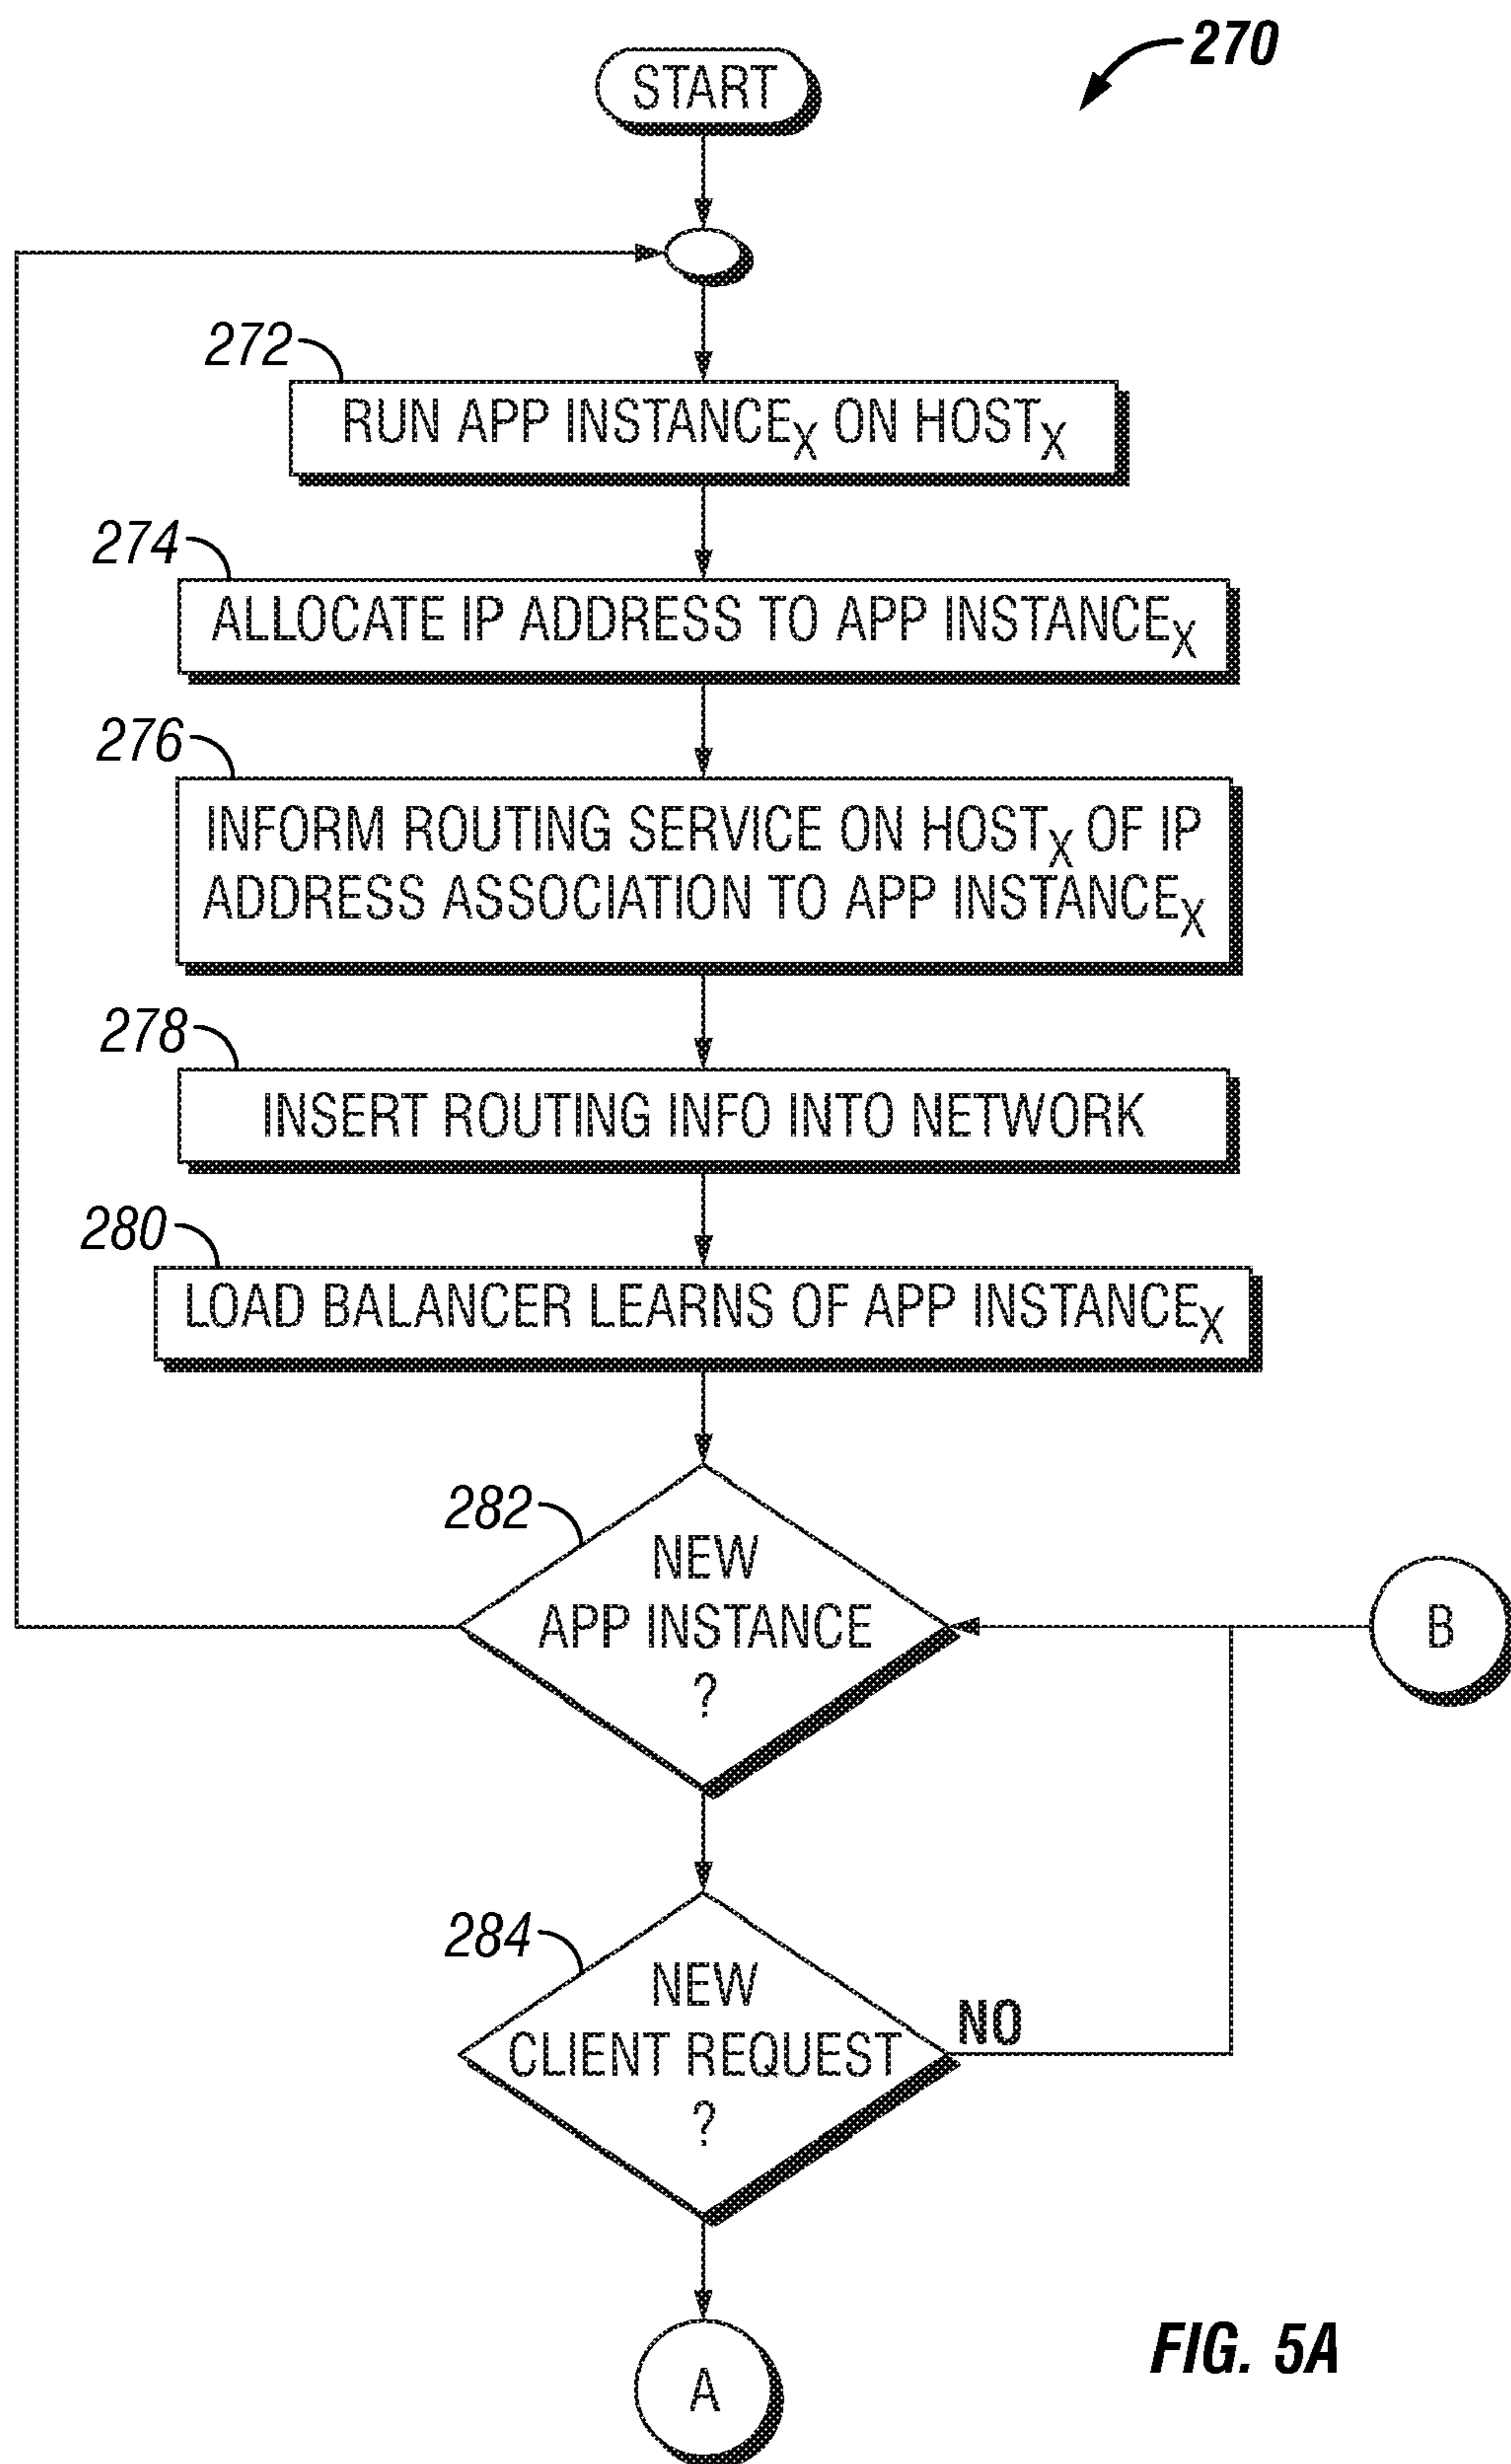 270
START
272
RUN APP INSTANCEX ON HOSTX
274
ALLOCATE IP ADDRESS TO APP INSTANCEX
276
INFORM ROUTING SERVICE ON HOSTX OF IP
ADDRESS ASSOCIATION TO APP INSTANCEX
278
INSERT ROUTING INFO INTO NETWORK
280
LOAD BALANCER LEARNS OF APP INSTANCEX
282
NEW
APP INSTANCE
?
B
284
NEW
CLIENT REQUEST
?
NO
A
FIG. 5A